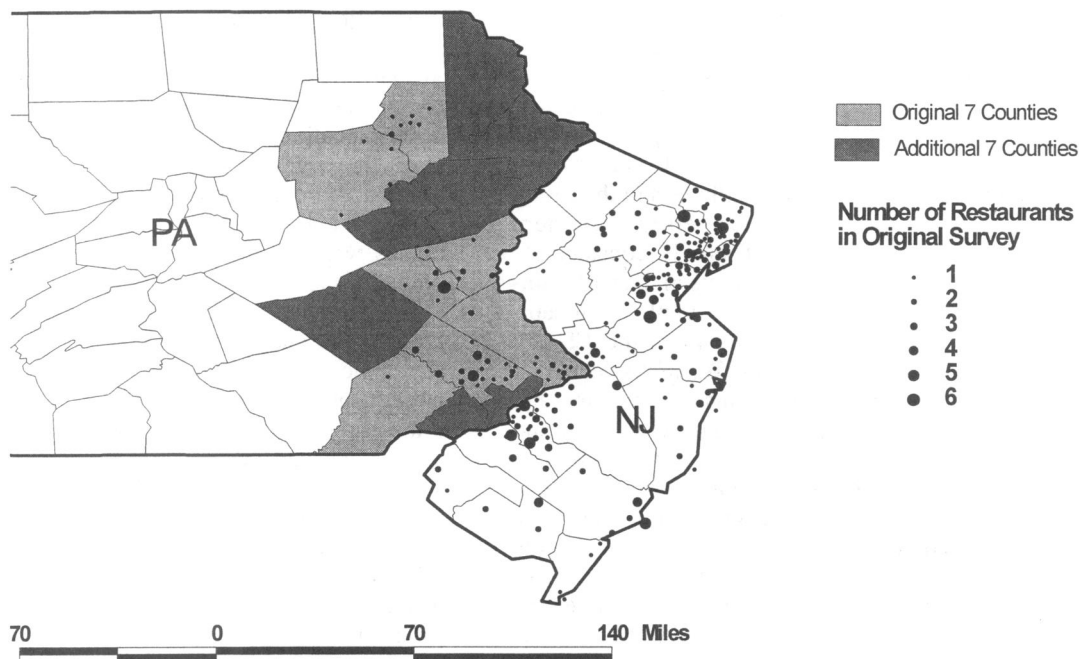 PA
NJ
Original 7 Counties
Additional 7 Counties
Number of Restaurants
in Original Survey
1
2
3
4
5
6
70 0 70 140 Miles